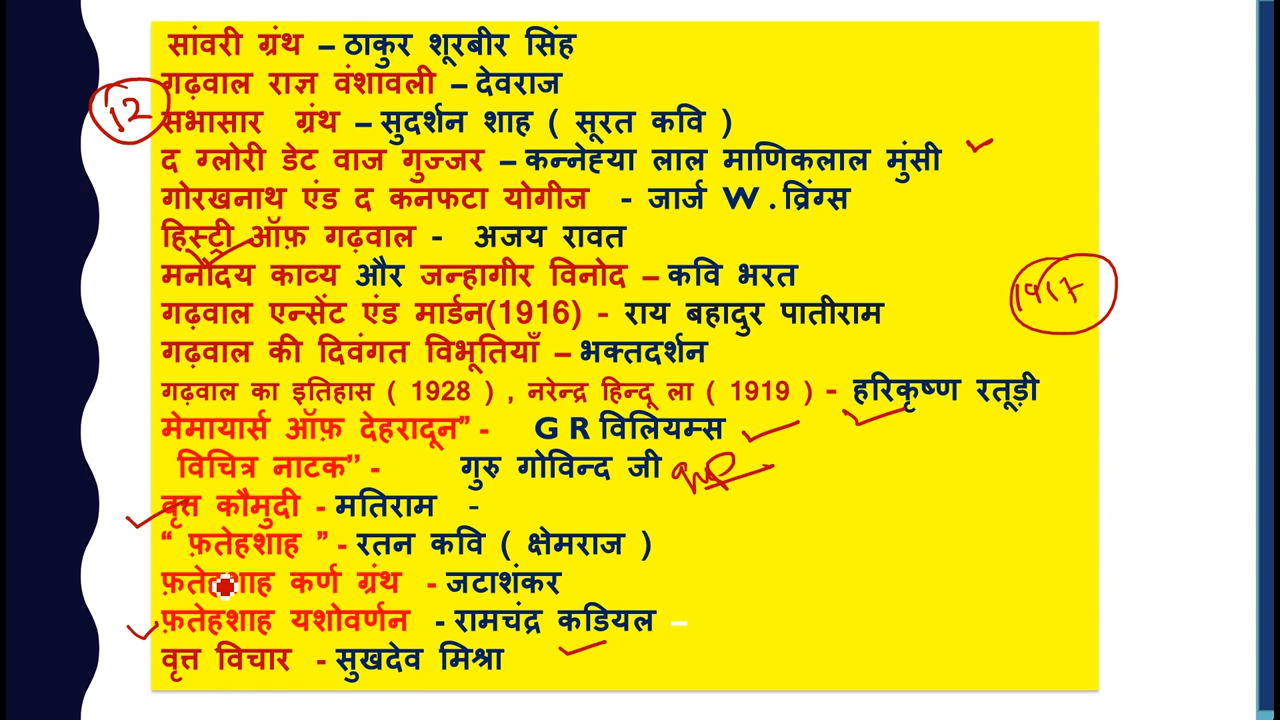 सांवरी ग्रंथ – ठाकुर शूरबीर सिंह
गढ़वाल राज्ञ वंशावली – देवराज
12
सभासार ग्रंथ – सुदर्शन शाह ( सूरत कवि )
द ग्लोरी डेट वाज गुज्जर – कन्नेह्या लाल माणिकलाल मुंसी
गोरखनाथ एंड द कनफटा योगीज - जार्ज W . व्रिंग्स
हिस्ट्री ऑफ़ गढ़वाल - अजय रावत
मनोदय काव्य और जन्हागीर विनोद – कवि भरत
1917
गढ़वाल एन्सेंट एंड मार्डन(1916) - राय बहादुर पातीराम
गढ़वाल की दिवंगत विभूतियाँ – भक्तदर्शन
गढ़वाल का इतिहास ( 1928 ) , नरेन्द्र हिन्दू ला ( 1919 ) - हरिकृष्ण रतूड़ी
मेमायार्स ऑफ़ देहरादून” - G R विलियम्स
विचित्र नाटक” - गुरु गोविन्द जी
वृत्त कौमुदी - मतिराम -
“ फ़तेहशाह ” - रतन कवि ( क्षेमराज )
फ़तेहशाह कर्ण ग्रंथ - जटाशंकर
फ़तेहशाह यशोवर्णन - रामचंद्र कडियल –
वृत्त विचार - सुखदेव मिश्रा